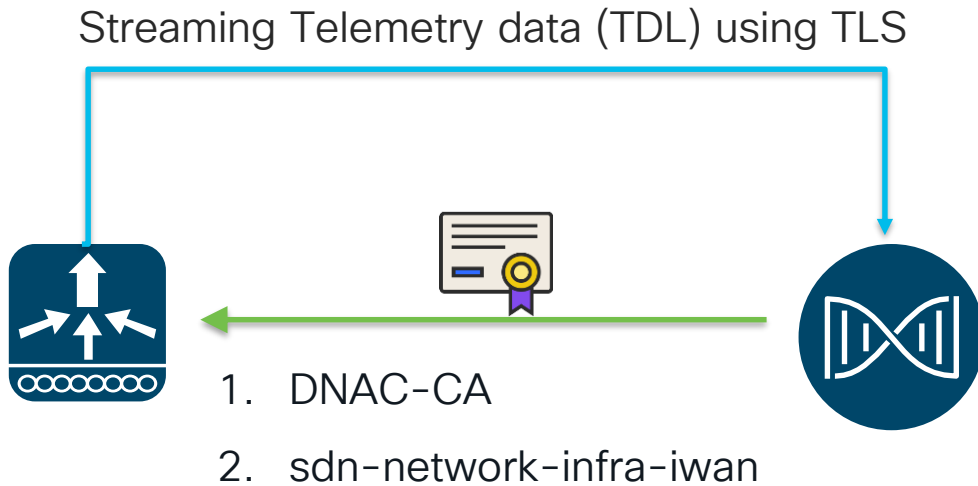 Streaming Telemetry data (TDL) using TLS
1. DNAC-CA
2. sdn-network-infra-iwan